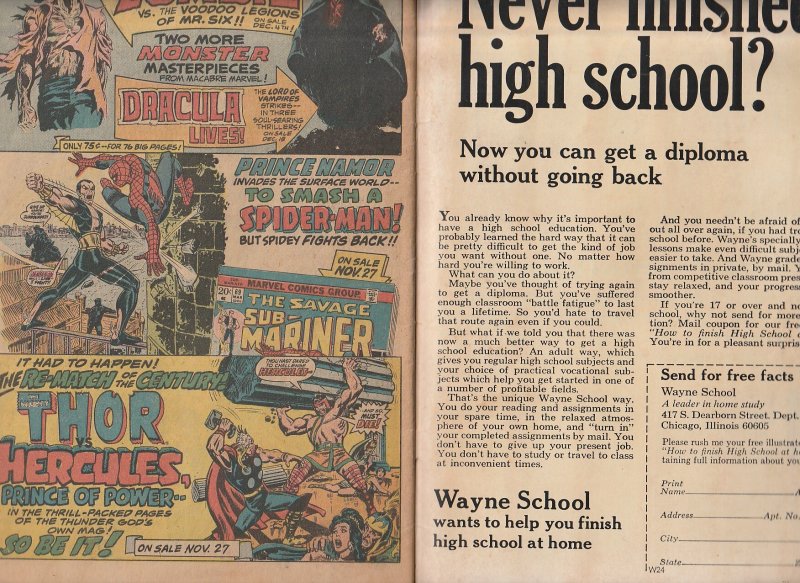 VS. THE VOODOO LEGIONS
OF MR. SIX!! ON SALE
DEC. 4TH!
TWO MORE
MONSTER
MASTERPIECES
FROM MACABRE MARVEL!
DRACULA
LIVES!
THE LORD OF
VAMPIRES
STRIKES--
IN THREE
SOUL-SEARING
THRILLERS!
ON SALE
DEC. 18
ONLY 75¢--FOR 76 BIG PAGES!
PRINCE NAMOR
INVADES THE SURFACE WORLD--
TO SMASH A
SPIDER-MAN!
BUT SPIDEY FIGHTS BACK!!
ON SALE
NOV. 27
MARVEL COMICS GROUP
20¢
69
THE SAVAGE
SUB-
MARINER
IT HAD TO HAPPEN!
THE RE-MATCH OF THE CENTURY!
THOR
VS
HERCULES,
PRINCE OF POWER--
IN THE THRILL-PACKED PAGES
OF THE THUNDER GOD'S
OWN MAG!
SO BE IT!
ON SALE NOV. 27
THOU HAST DARED
TO CHALLENGE
HERCULES!
--AND SO,
MUST
DIE!
Never finished
high school?
Now you can get a diploma
without going back
You already know why it's important to
have a high school education. You've
probably learned the hard way that it can
be pretty difficult to get the kind of job
you want without one. No matter how
hard you're willing to work.
What can you do about it?
Maybe you've thought of trying again
to get a diploma. But you've suffered
enough classroom "battle fatigue" to last
you a lifetime. So you'd hate to travel
that route again even if you could.
But what if we told you that there was
now a much better way to get a high
school education? An adult way, which
gives you regular high school subjects and
your choice of practical vocational sub-
jects which help you get started in one of
a number of profitable fields.
That's the unique Wayne School way.
You do your reading and assignments in
your spare time, in the relaxed atmos-
phere of your own home, and "turn in"
your completed assignments by mail. You
don't have to give up your present job.
You don't have to study or travel to class
at inconvenient times.
Wayne School
wants to help you finish
high school at home
And you needn't be afraid of
out all over again, if you had tro
school before. Wayne's specially
lessons make even difficult subj
easier to take. And Wayne grade
signments in private, by mail. Y
from competitive classroom pres
stay relaxed, and your progres
smoother.
If you're 17 or over and no
school, why not send for more
tion? Mail coupon for our free
"How to finish High School a
You're in for a pleasant surpris
Send for free facts
Wayne School
A leader in home study
417 S. Dearborn Street, Dept.
Chicago, Illinois 60605
Please rush me your free illustrate
"How to finish High School at ho
taining full information about you
Print
Name
A
Address
Apt. No.
City
State
W24